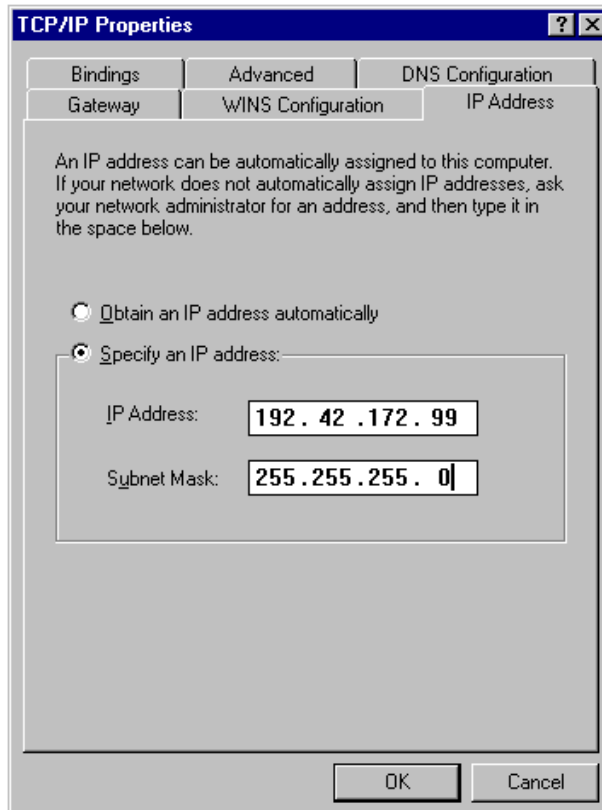 TCP/IP Properties
Bindings
Advanced
DNS Configuration
Gateway
WINS Configuration
IP Address
An IP address can be automatically assigned to this computer.
If your network does not automatically assign IP addresses, ask
your network administrator for an address, and then type it in
the space below.
Obtain an IP address automatically
Specify an IP address:
IP Address: 192. 42 .172. 99
Subnet Mask: 255.255.255. 0
OK
Cancel